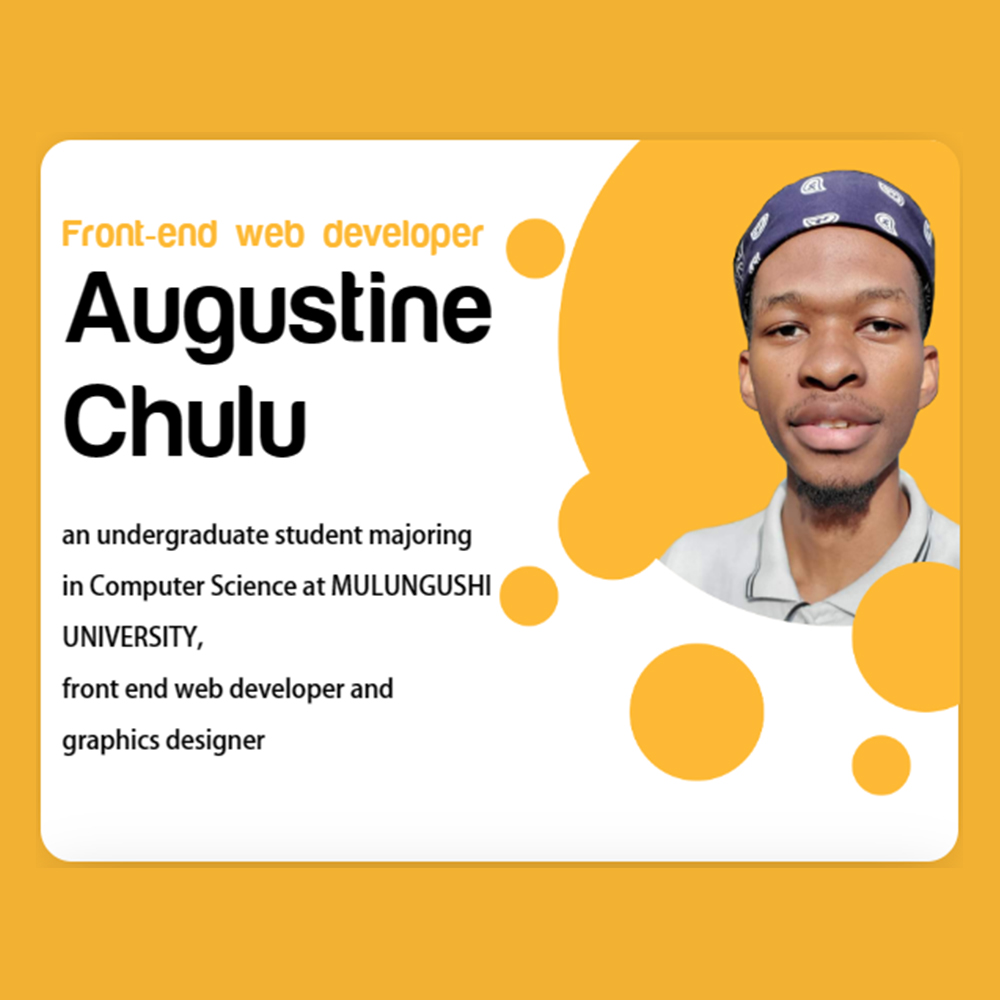 Front-end web developer
Augustine
Chulu
an undergraduate student majoring
in Computer Science at MULUNGUSHI
UNIVERSITY,
front end web developer and
graphics designer